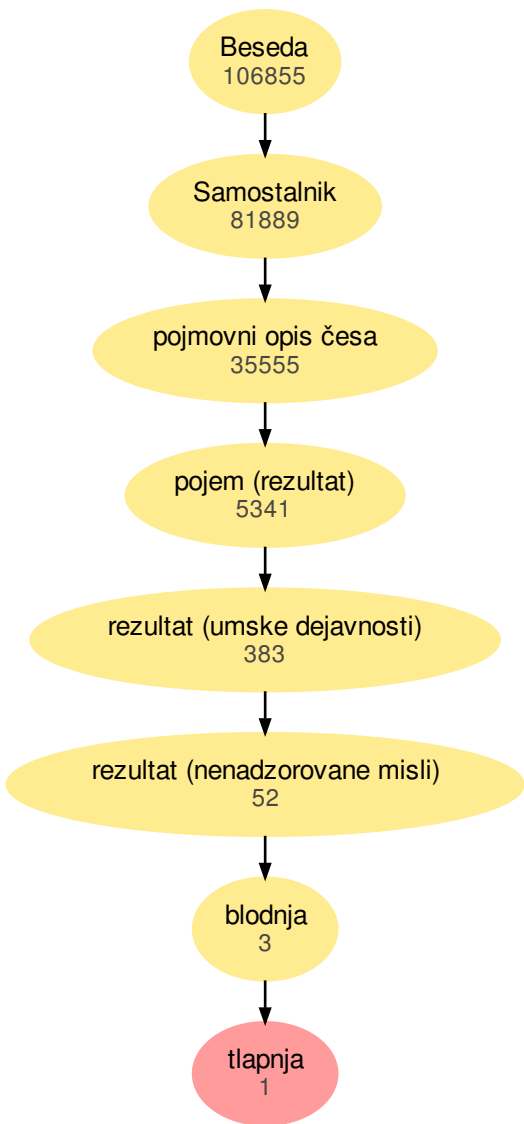 Beseda
106855
Samostalnik
81889
pojmovni opis česa
35555
pojem (rezultat)
5341
rezultat (umske dejavnosti)
383
rezultat (nenadzorovane misli)
52
blodnja
3
tlapnja
1